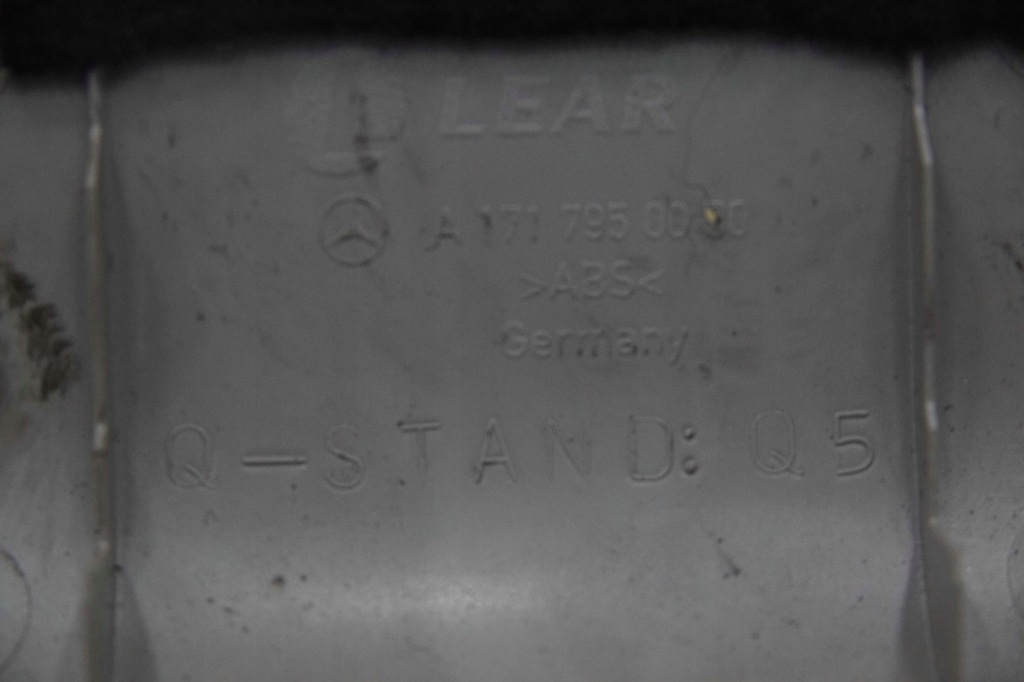 LEAR
A 171 795 00
>ABS<
Germany
Q-STAND: Q5